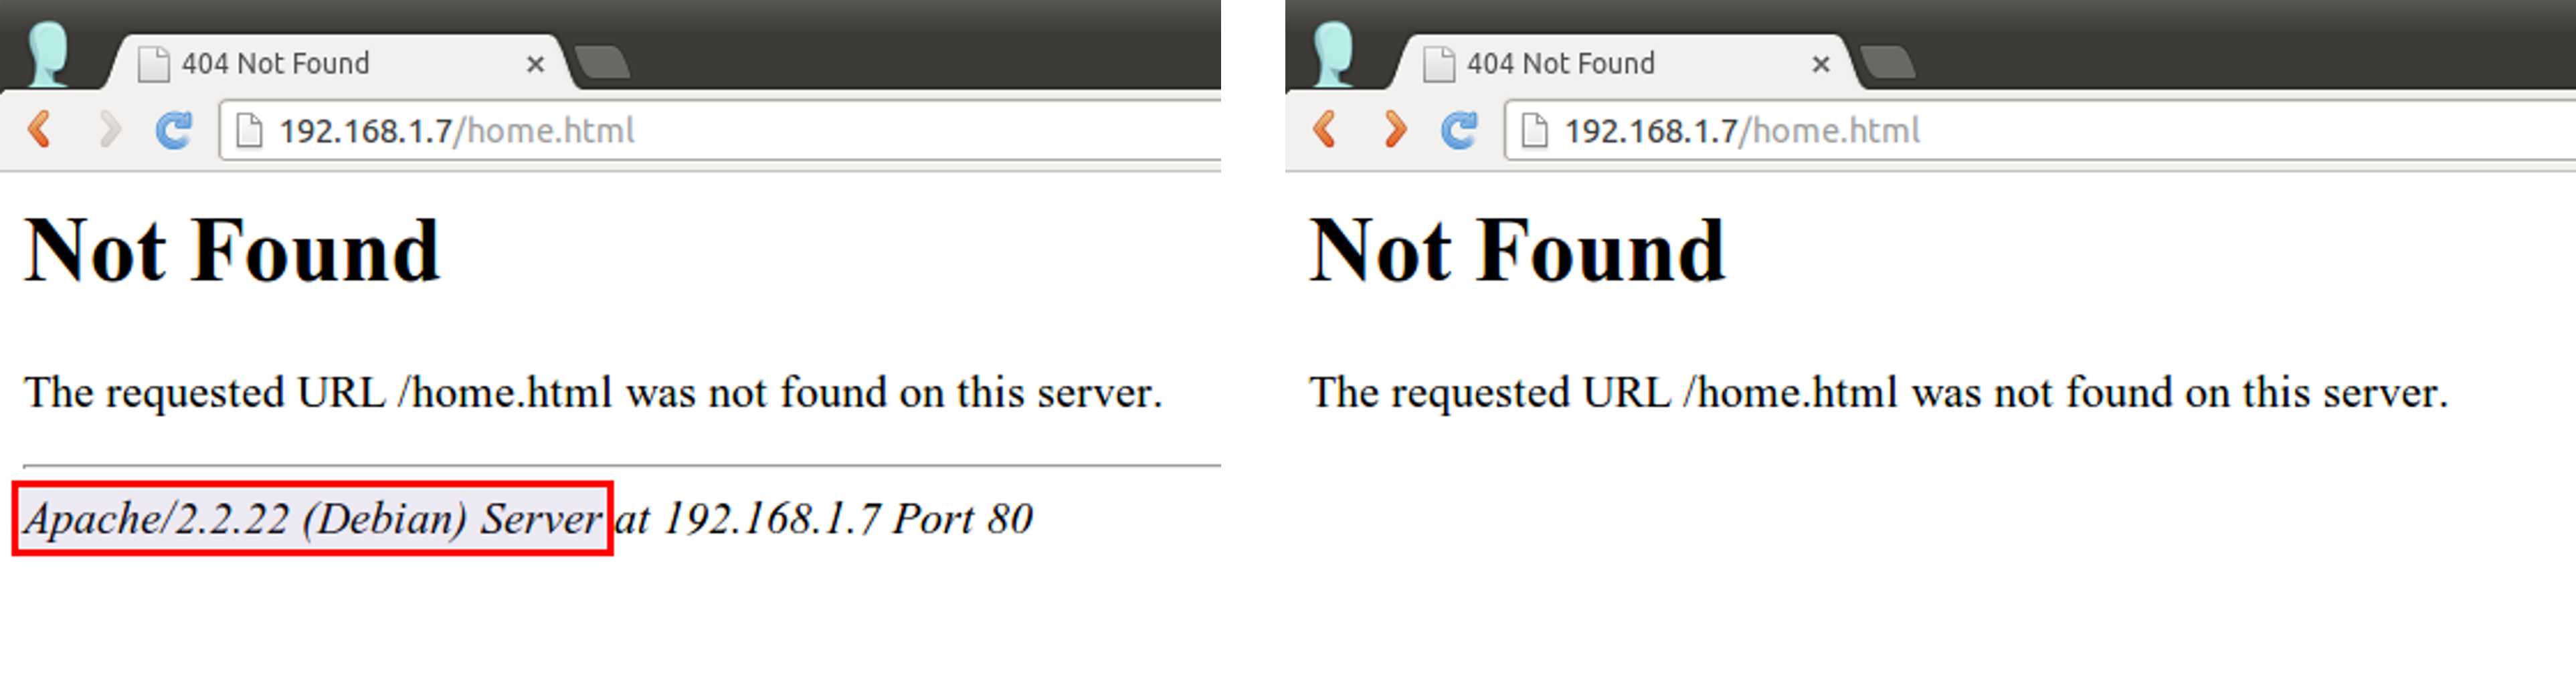 404 Not Found
192.168.1.7/home.html
Not Found
The requested URL /home.html was not found on this server.
Apache/2.2.22 (Debian) Server at 192.168.1.7 Port 80
404 Not Found
192.168.1.7/home.html
Not Found
The requested URL /home.html was not found on this server.